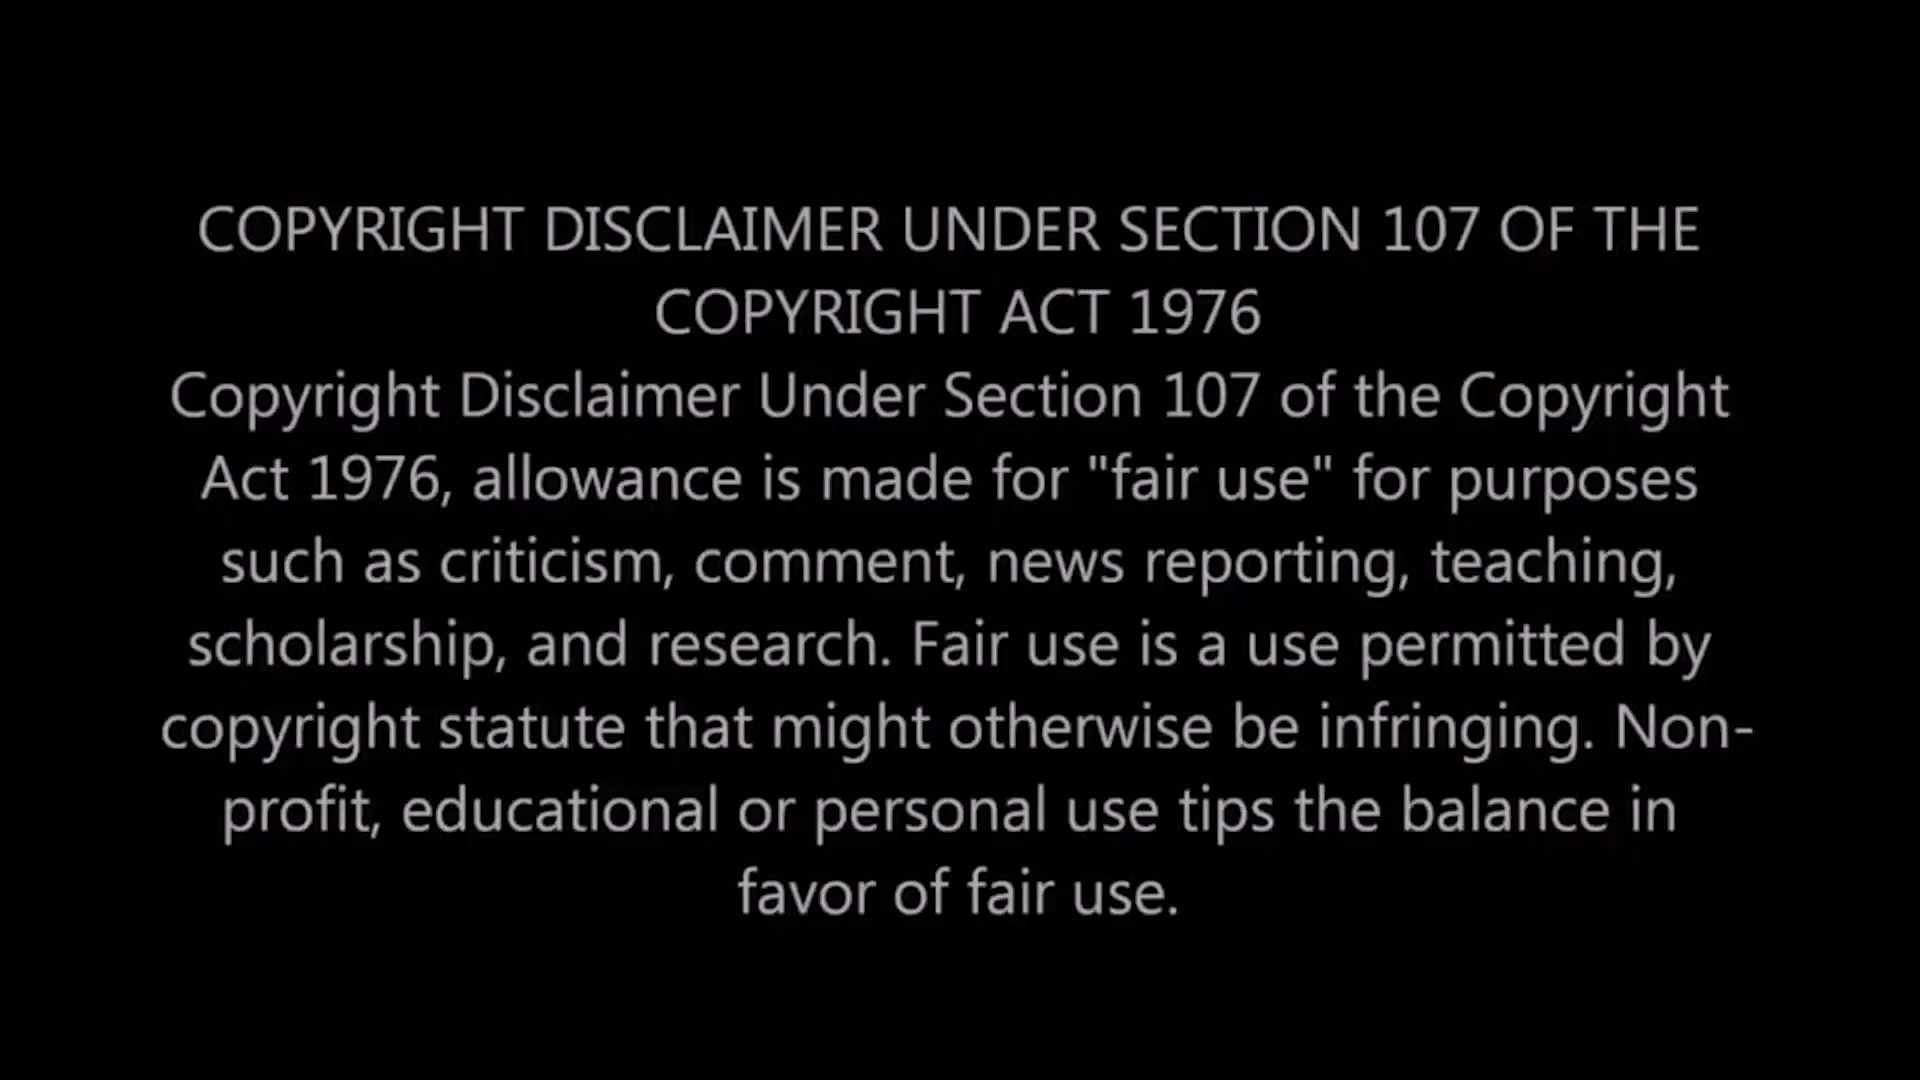 COPYRIGHT DISCLAIMER UNDER SECTION 107 OF THE
COPYRIGHT ACT 1976
Copyright Disclaimer Under Section 107 of the Copyright
Act 1976, allowance is made for "fair use" for purposes
such as criticism, comment, news reporting, teaching,
scholarship, and research. Fair use is a use permitted by
copyright statute that might otherwise be infringing. Non-
profit, educational or personal use tips the balance in
favor of fair use.